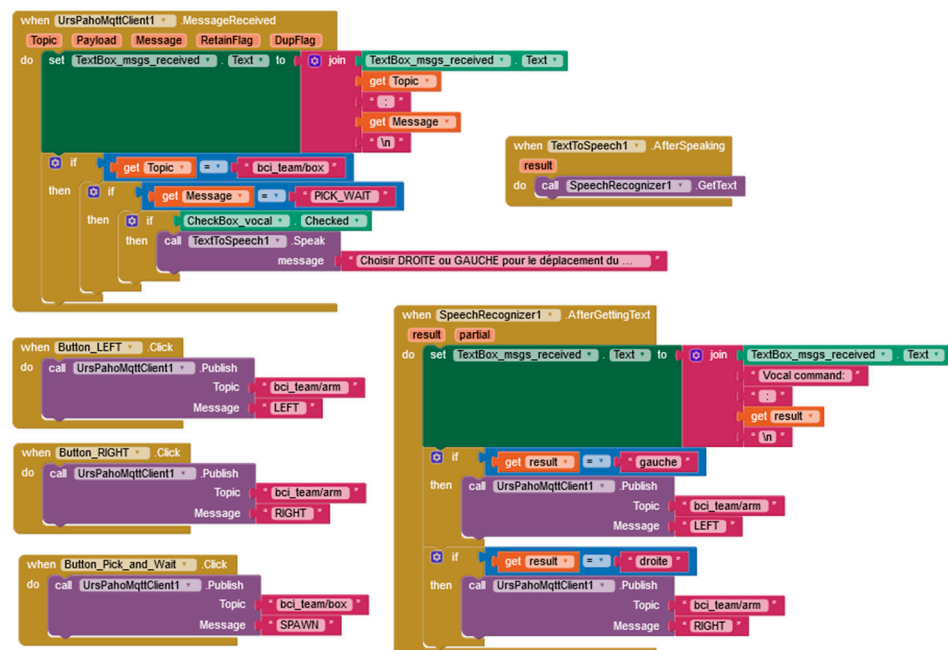 when UrsPahoMqttClient1 .MessageReceived
Topic Payload Message RetainFlag DupFlag
do set TextBox_msgs_received . Text to join TextBox_msgs_received . Text
get Topic
" : "
get Message
" \n "
if get Topic = " bci_team/box "
then if get Message = " PICK_WAIT "
then if CheckBox_vocal . Checked
then call TextToSpeech1 .Speak
message " Choisir DROITE ou GAUCHE pour le déplacement du ... "
when TextToSpeech1 .AfterSpeaking
result
do call SpeechRecognizer1 .GetText
when Button_LEFT .Click
do call UrsPahoMqttClient1 .Publish
Topic " bci_team/arm "
Message " LEFT "
when Button_RIGHT .Click
do call UrsPahoMqttClient1 .Publish
Topic " bci_team/arm "
Message " RIGHT "
when Button_Pick_and_Wait .Click
do call UrsPahoMqttClient1 .Publish
Topic " bci_team/box "
Message " SPAWN "
when SpeechRecognizer1 .AfterGettingText
result partial
do set TextBox_msgs_received . Text to join TextBox_msgs_received . Text
" Vocal command: "
" : "
get result
" \n "
if get result = " gauche "
then call UrsPahoMqttClient1 .Publish
Topic " bci_team/arm "
Message " LEFT "
if get result = " droite "
then call UrsPahoMqttClient1 .Publish
Topic " bci_team/arm "
Message " RIGHT "